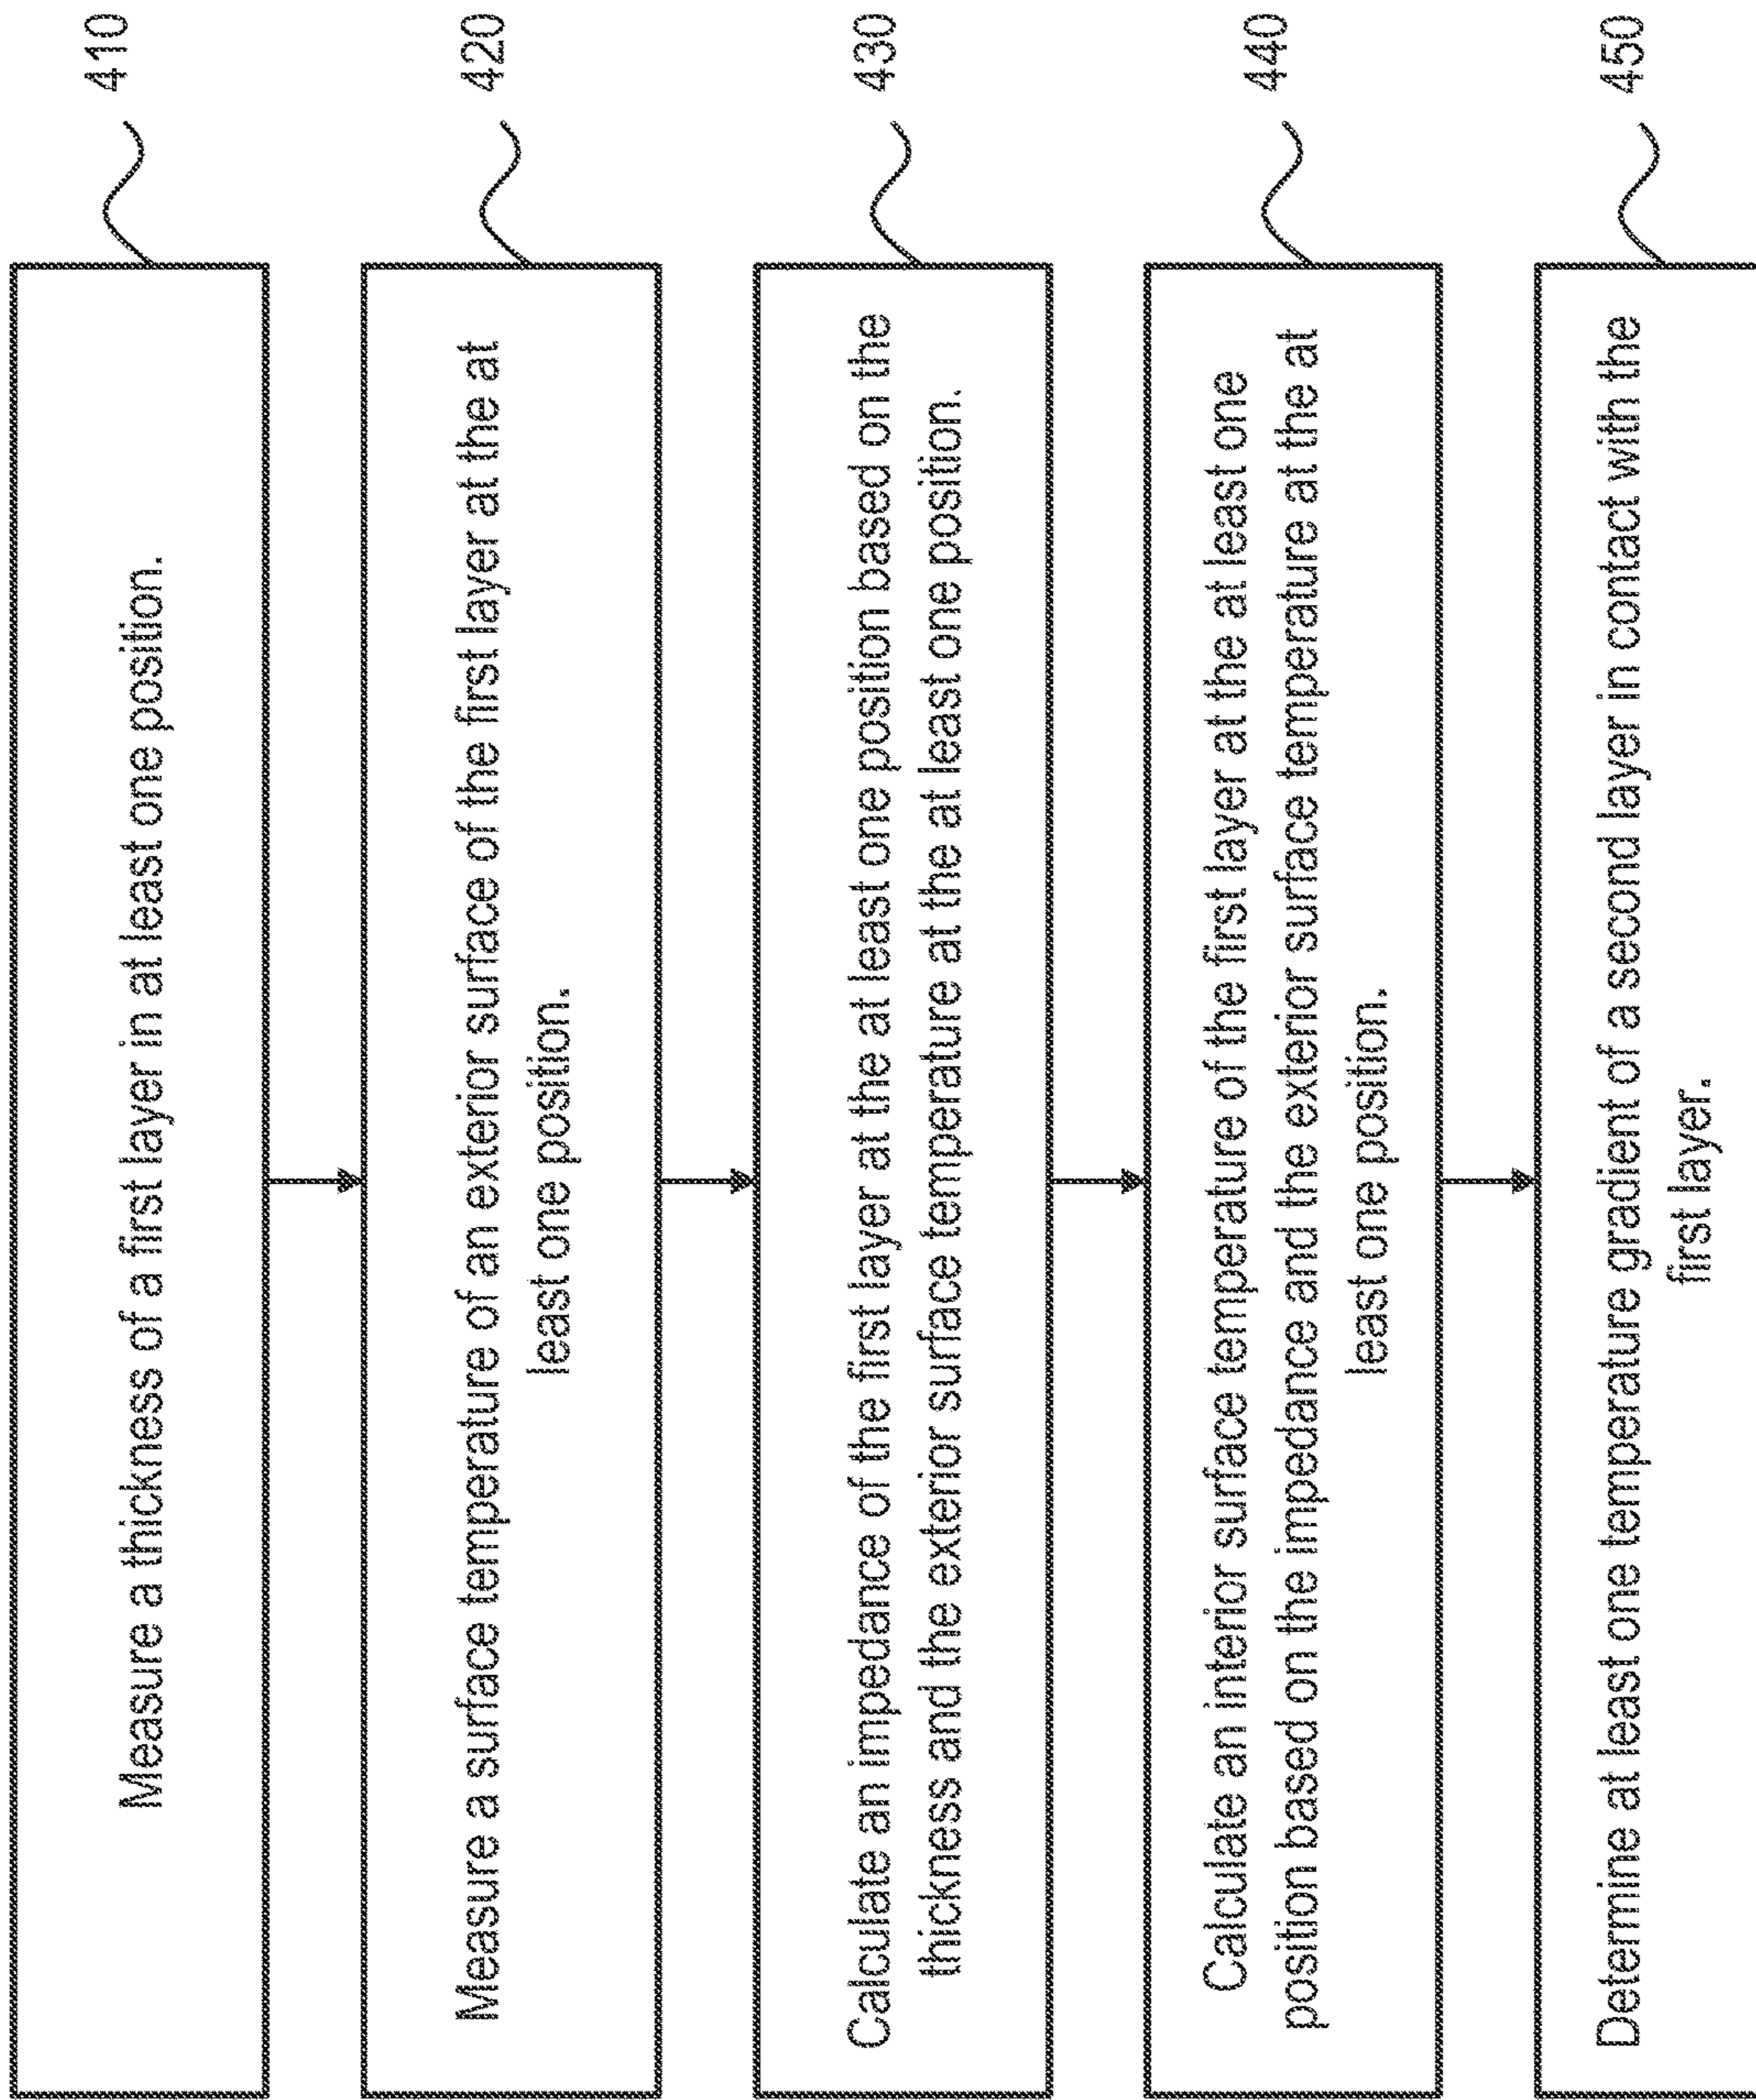 Measure a thickness of a first layer in at least one position.
410
Measure a surface temperature of an exterior surface of the first layer at the at
least one position.
420
Calculate an impedance of the first layer at the at least one position based on the
thickness and the exterior surface temperature at the at least one position.
430
Calculate an interior surface temperature of the first layer at the at least one
position based on the impedance and the exterior surface temperature at the at
least one position.
440
Determine at least one temperature gradient of a second layer in contact with the
first layer.
450